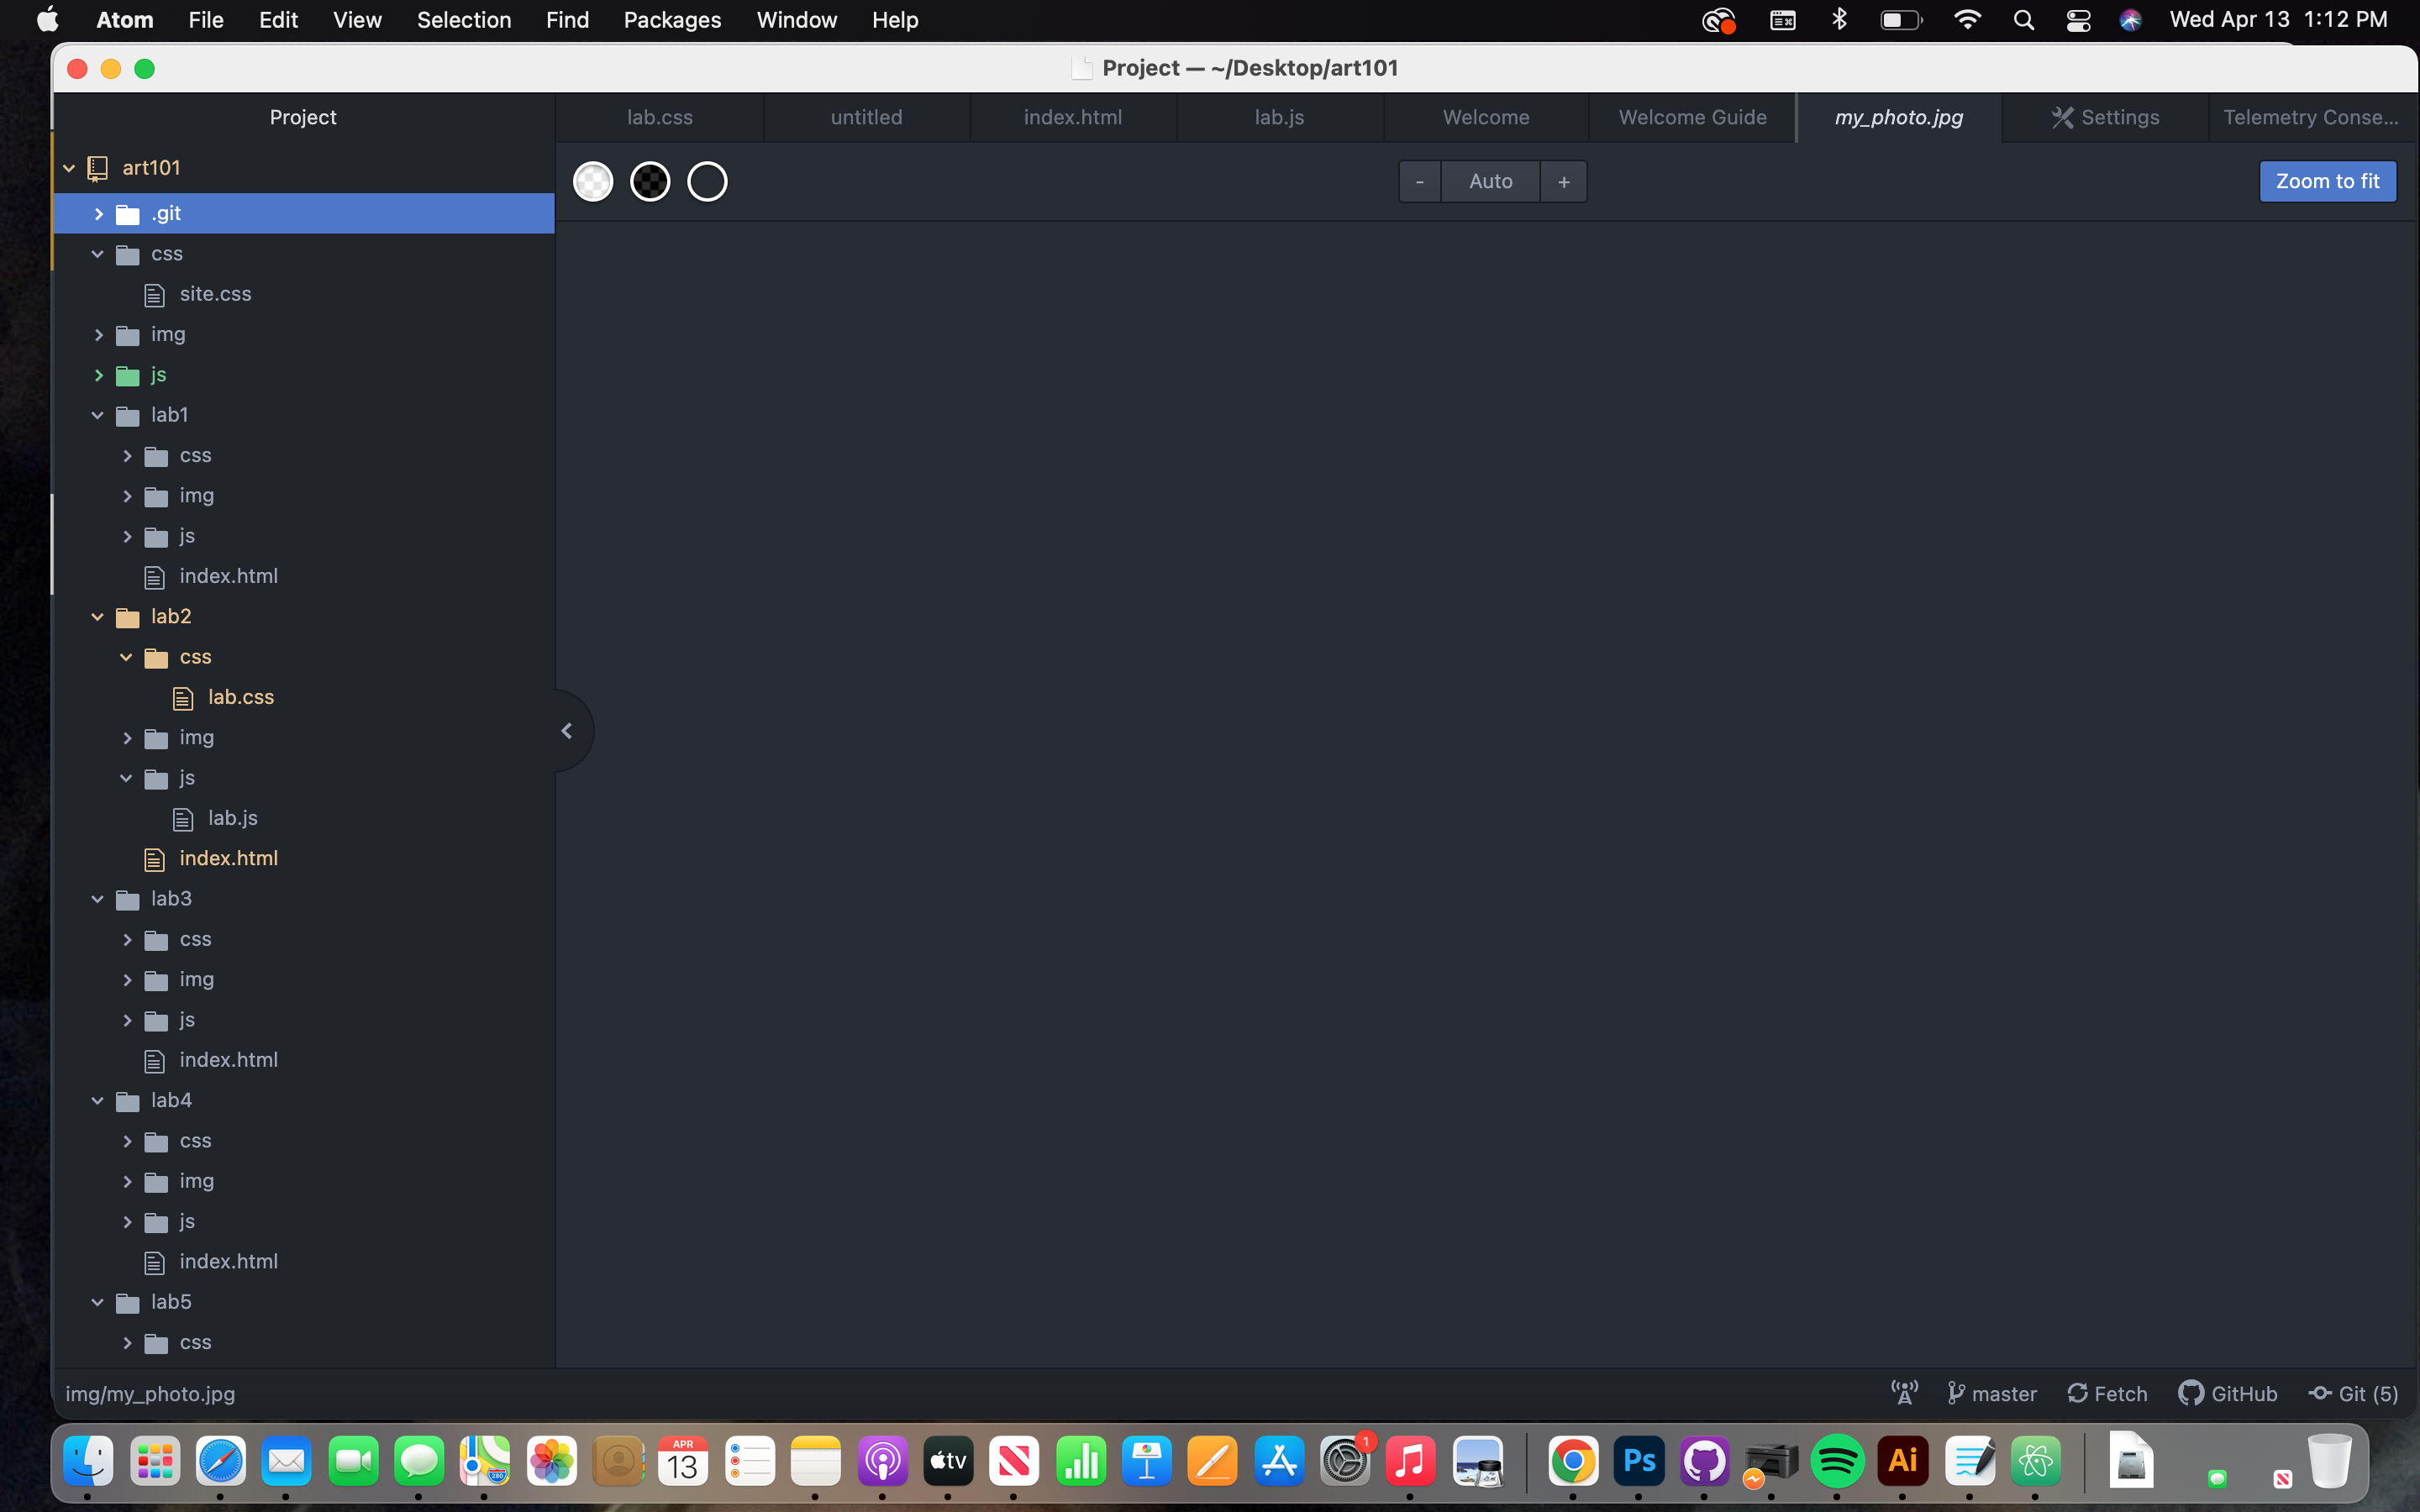 Atom File Edit View Selection Find Packages Window Help Wed Apr 13 1:12 PM
Project — ~/Desktop/art101
Project
lab.css untitled index.html lab.js Welcome Welcome Guide my_photo.jpg Settings Telemetry Conse...
- Auto + Zoom to fit
art101
.git
css
site.css
img
js
lab1
css
img
js
index.html
lab2
css
lab.css
img
js
lab.js
index.html
lab3
css
img
js
index.html
lab4
css
img
js
index.html
lab5
css
img/my_photo.jpg master Fetch GitHub Git (5)
280 APR 13 tv 1 Ps Ai